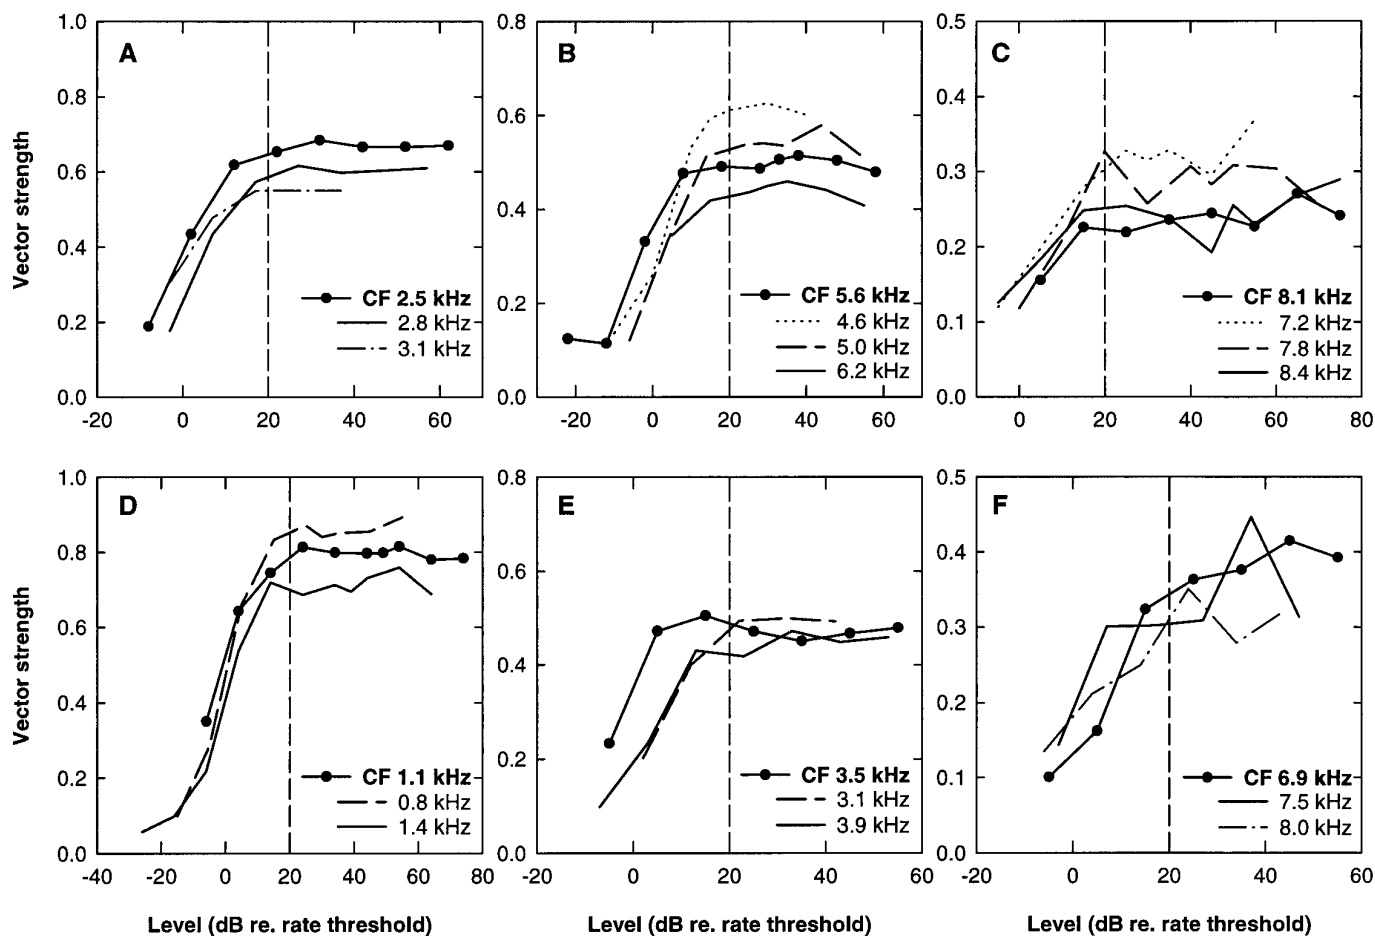 A
Vector strength
1.0
0.8
0.6
0.4
0.2
0.0
CF 2.5 kHz
2.8 kHz
3.1 kHz
-20 0 20 40 60 80
B
0.8
0.6
0.4
0.2
0.0
CF 5.6 kHz
4.6 kHz
5.0 kHz
6.2 kHz
-20 0 20 40 60
C
0.5
0.4
0.3
0.2
0.1
0.0
CF 8.1 kHz
7.2 kHz
7.8 kHz
8.4 kHz
0 20 40 60 80
D
Vector strength
1.0
0.8
0.6
0.4
0.2
0.0
CF 1.1 kHz
0.8 kHz
1.4 kHz
-40 -20 0 20 40 60 80
Level (dB re. rate threshold)
E
0.8
0.6
0.4
0.2
0.0
CF 3.5 kHz
3.1 kHz
3.9 kHz
-20 0 20 40 60
Level (dB re. rate threshold)
F
0.5
0.4
0.3
0.2
0.1
0.0
CF 6.9 kHz
7.5 kHz
8.0 kHz
-20 0 20 40 60
Level (dB re. rate threshold)